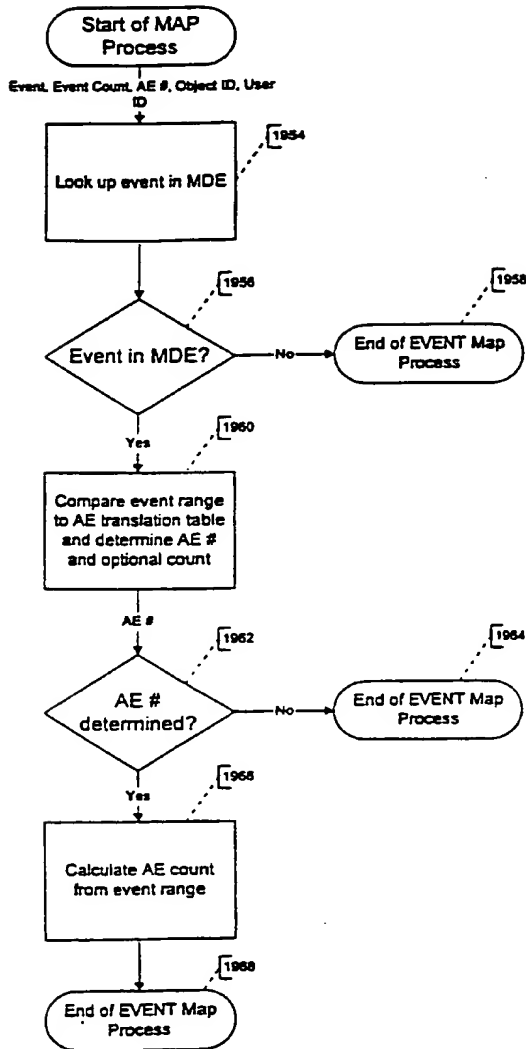 Start of MAP
Process
Event, Event Count, AE #, Object ID, User
ID
1954
Look up event in MDE
1956
1958
Event in MDE?
No
End of EVENT Map
Process
Yes
1960
Compare event range
to AE translation table
and determine AE #
and optional count
AE #
1962
1964
AE #
determined?
No
End of EVENT Map
Process
Yes
1966
Calculate AE count
from event range
1968
End of EVENT Map
Process